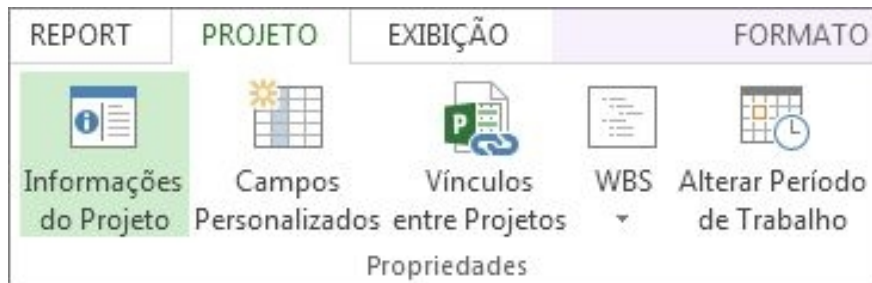 REPORT PROJETO EXIBIÇÃO FORMATO
Informações Campos Vínculos WBS Alterar Período
do Projeto Personalizados entre Projetos de Trabalho
Propriedades